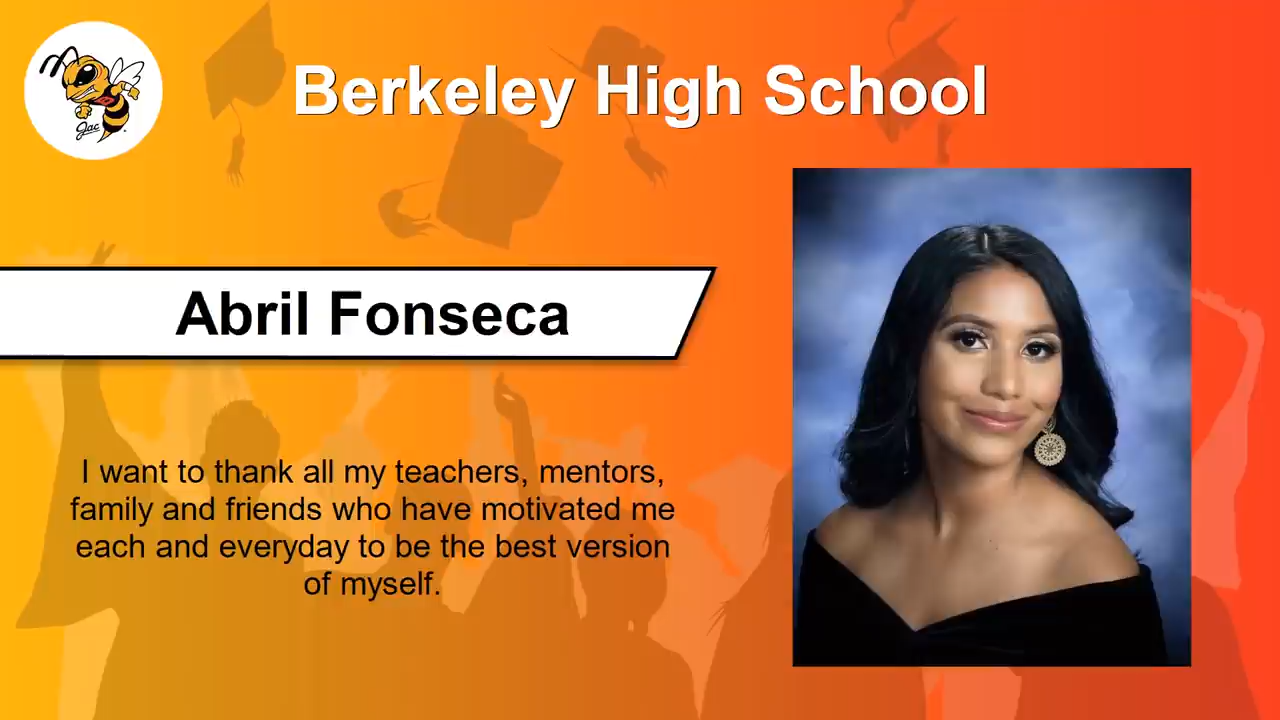 Jac
Berkeley High School
Abril Fonseca
I want to thank all my teachers, mentors,
family and friends who have motivated me
each and everyday to be the best version
of myself.